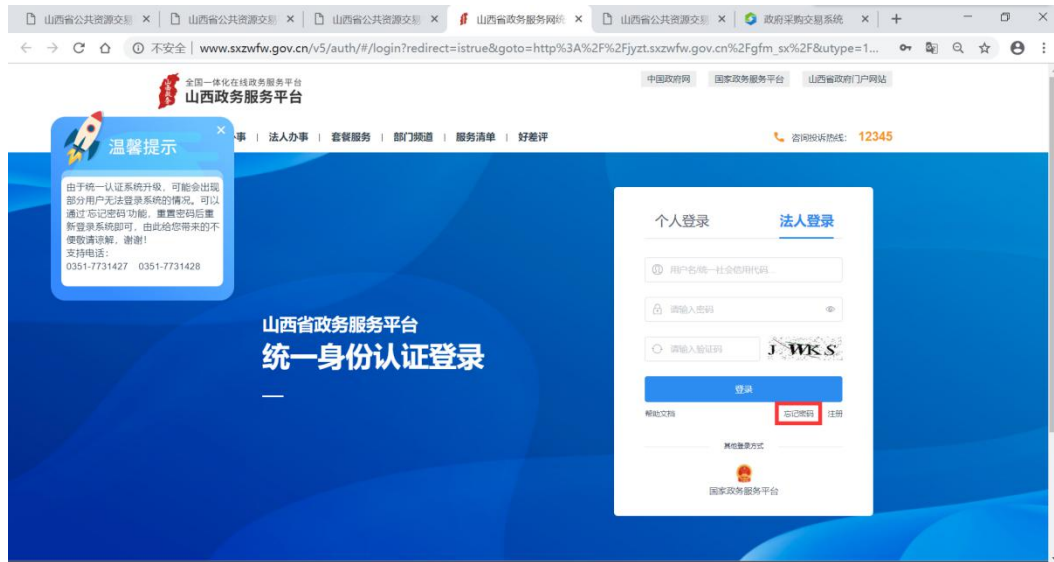 山西省公共资源交易
山西省公共资源交易
山西省公共资源交易
山西省政务服务网统
山西省公共资源交易
政府采购交易系统
不安全 | www.sxzwfw.gov.cn/v5/auth/#/login?redirect=istrue&goto=http%3A%2F%2Fjyzt.sxzwfw.gov.cn%2Fgfm_sx%2F&utype=1...
全国一体化在线政务服务平台
山西政务服务平台
中国政府网
国家政务服务平台
山西省政府门户网站
事 | 法人办事 | 套餐服务 | 部门频道 | 服务清单 | 好差评
咨询投诉热线： 12345
温馨提示
由于统一认证系统升级，可能会出现
部分用户无法登录系统的情况。可以
通过'忘记密码'功能，重置密码后重
新登录系统即可，由此给您带来的不
便敬请谅解，谢谢！
支持电话：
0351-7731427 0351-7731428
山西省政务服务平台
统一身份认证登录
个人登录
法人登录
用户名/统一社会信用代码...
请输入密码
请输入验证码
J WK S
登录
帮助文档
忘记密码
注册
其他登录方式
国家政务服务平台